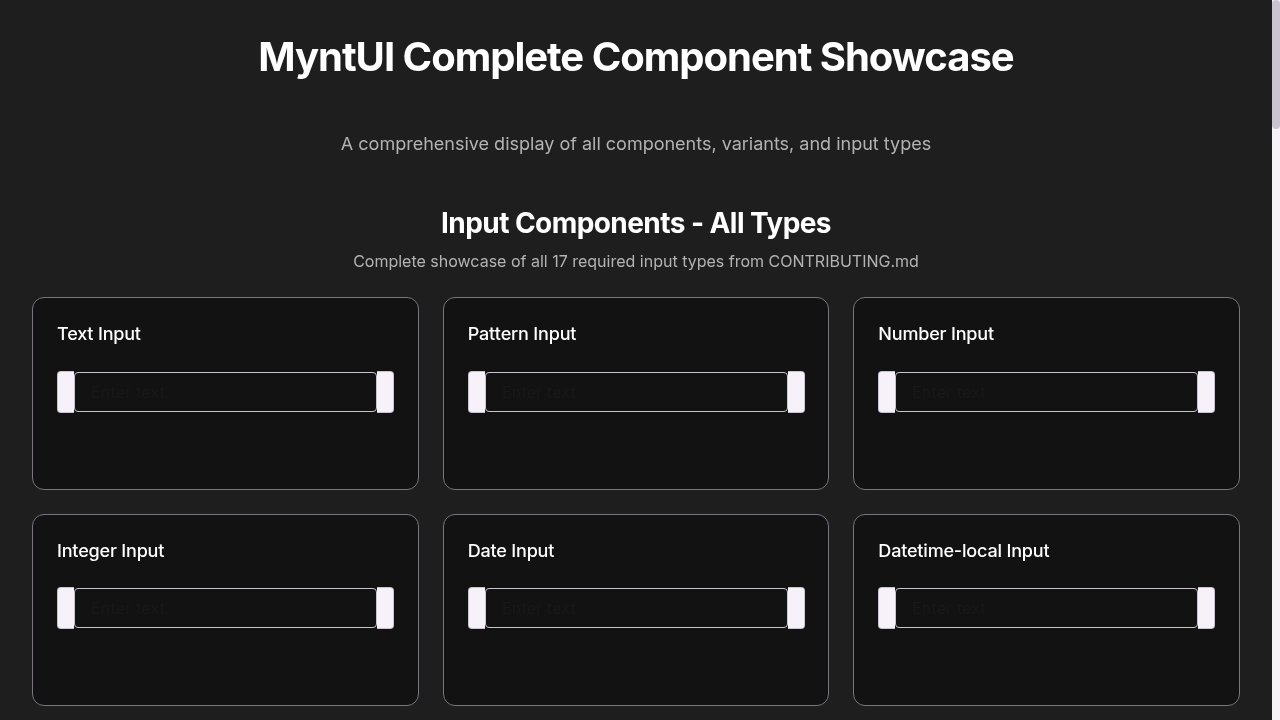 MyntUI Complete Component Showcase
A comprehensive display of all components, variants, and input types
Input Components - All Types
Complete showcase of all 17 required input types from CONTRIBUTING.md
Text Input
Pattern Input
Number Input
Enter text
Enter text
Enter text
Integer Input
Date Input
Datetime-local Input
Enter text
Enter text
Enter text